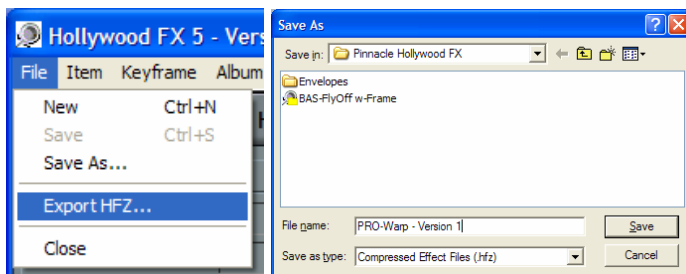 Hollywood FX 5 - Vers
File Item Keyframe Album
New Ctrl+N
Save Ctrl+S
Save As...
Export HFZ...
Close
Save As
Save in: Pinnacle Hollywood FX
Envelopes
BAS-FlyOff w-Frame
File name: PRO-Warp - Version 1
Save
Save as type: Compressed Effect Files (.hfz)
Cancel